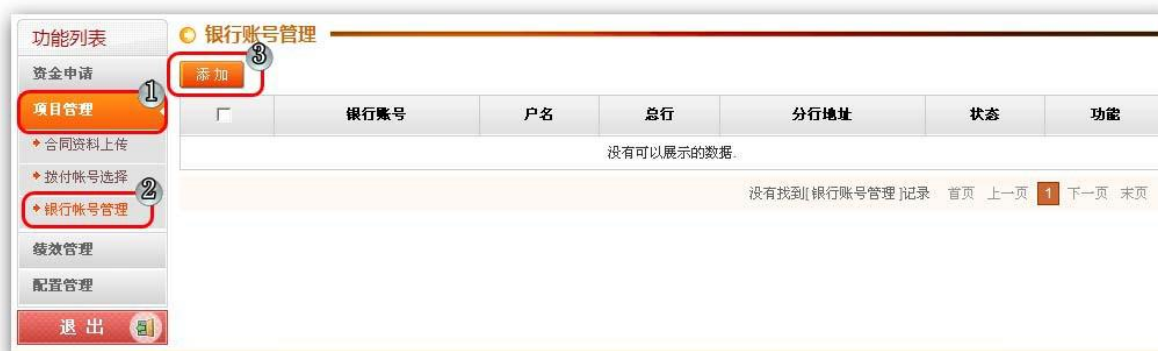 功能列表
资金申请
项目管理
①
合同资料上传
拨付帐号选择
银行帐号管理
②
绩效管理
配置管理
退出
银行账号管理
添加
③
银行账号 户名 总行 分行地址 状态 功能
没有可以展示的数据.
没有找到[银行账号管理]记录 首页 上一页 1 下一页 末页